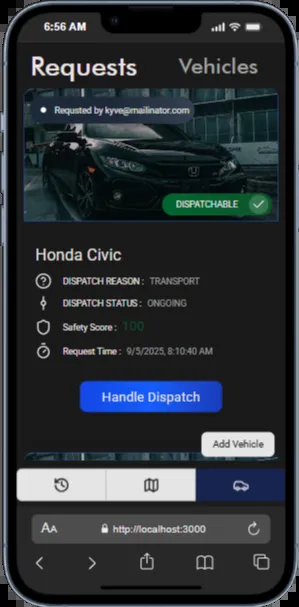 6:56 AM
Requests Vehicles
Requsted by kyve@mailinator.com
DISPATCHABLE
Honda Civic
DISPATCH REASON : TRANSPORT
DISPATCH STATUS : ONGOING
Safety Score : 100
Request Time : 9/5/2025, 8:10:40 AM
Handle Dispatch
Add Vehicle
AA http://localhost:3000